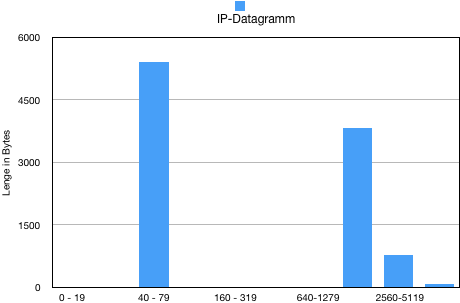 IP-Datagramm
6000
4500
3000
1500
0
Lenge in Bytes
0 - 19
40 - 79
160 - 319
640-1279
2560-5119